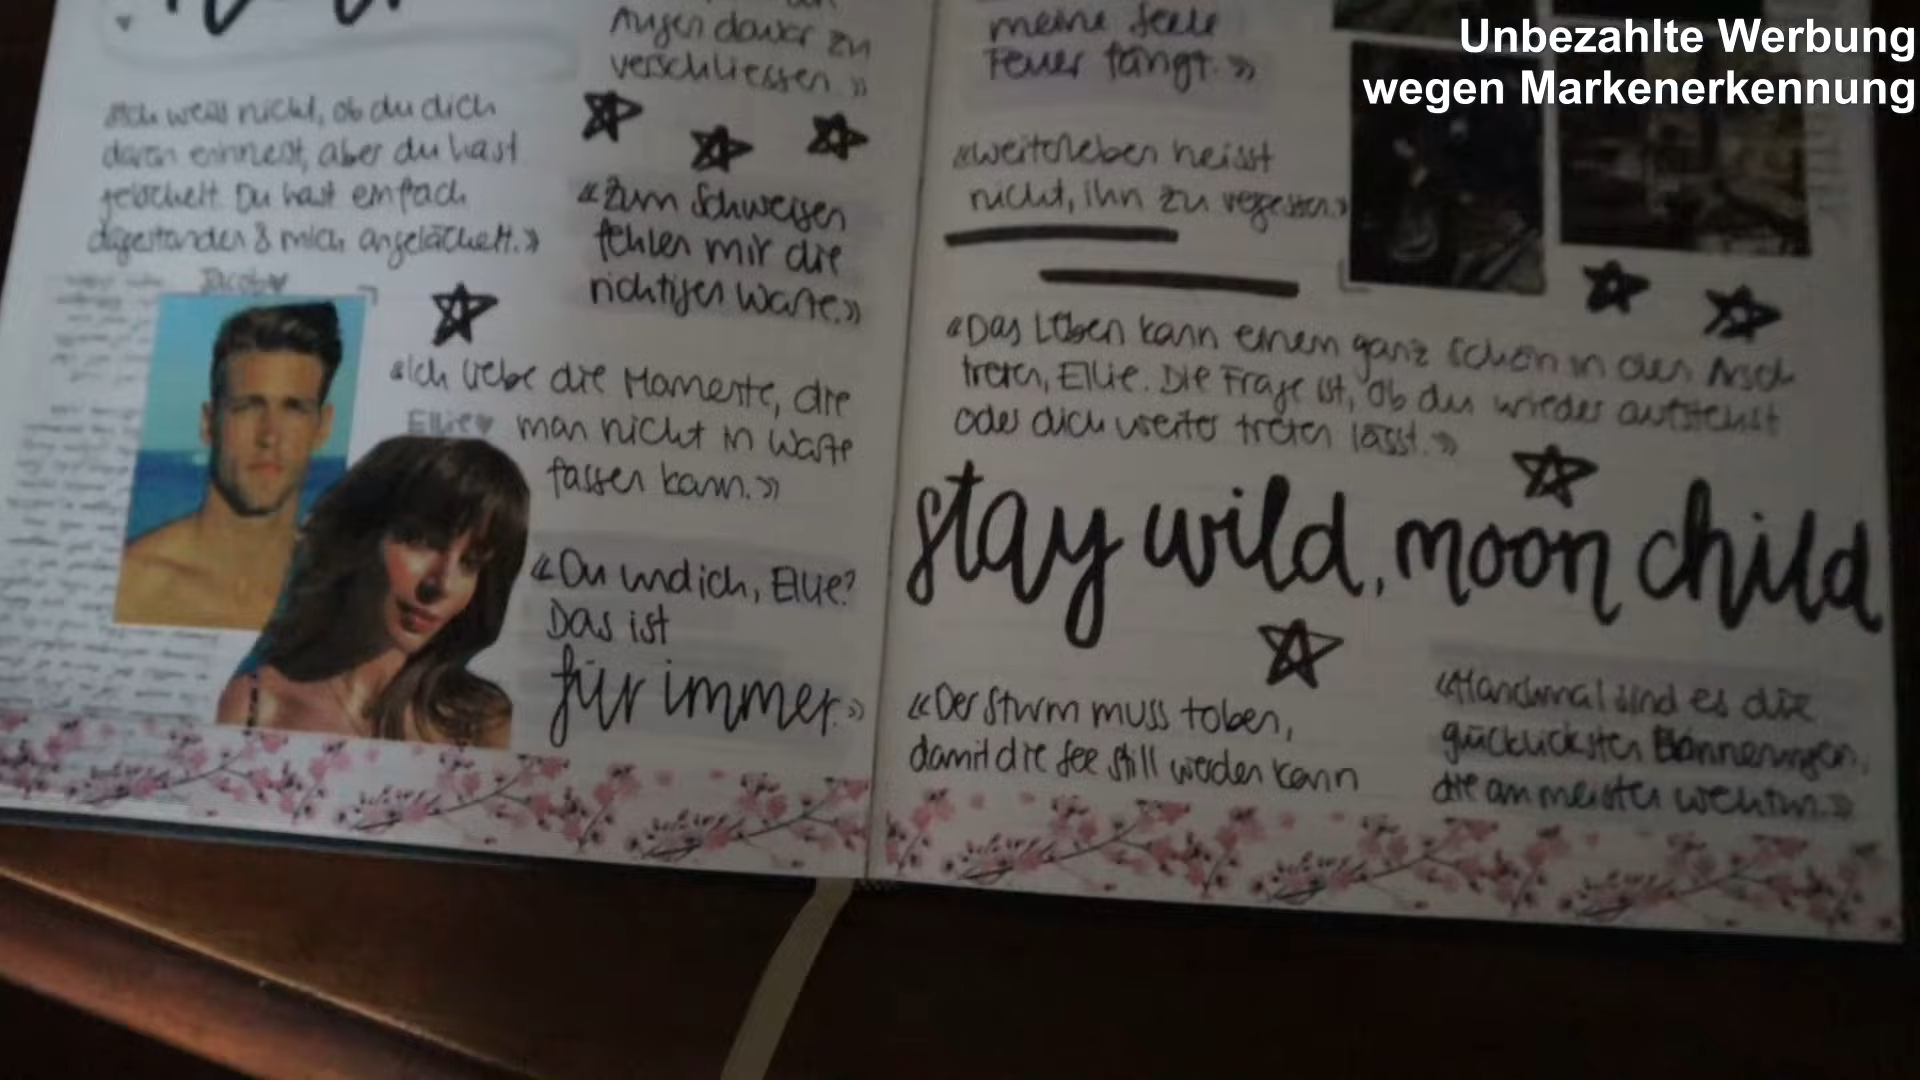 Unbezahlte Werbung
wegen Markenerkennung
Augen davor zu
verschliessen.»
«Ich weiss nicht, ob du dich
daran erinnerst, aber du hast
gelächelt. Du hast einfach
dagestanden & mich angelächelt.»
«Zum Schweigen
fehlen mir die
richtigen Worte.»
Jacob
«Ich liebe die Momente, die
man nicht in Worte
fassen kann.»
Ellie
«Du und ich, Ellie?
Das ist
für immer.»
meine Seele
Feuer fängt.»
«Weiterleben heisst
nicht, ihn zu vergessen.»
«Das Leben kann einem ganz schön in den Arsch
treten, Ellie. Die Frage ist, ob du wieder aufstehst
oder dich weiter treten lässt.»
stay wild, moon child
«Der Sturm muss toben,
damit die See still werden kann
«Manchmal sind es die
glücklichsten Erinnerungen,
die am meisten wehtun.»